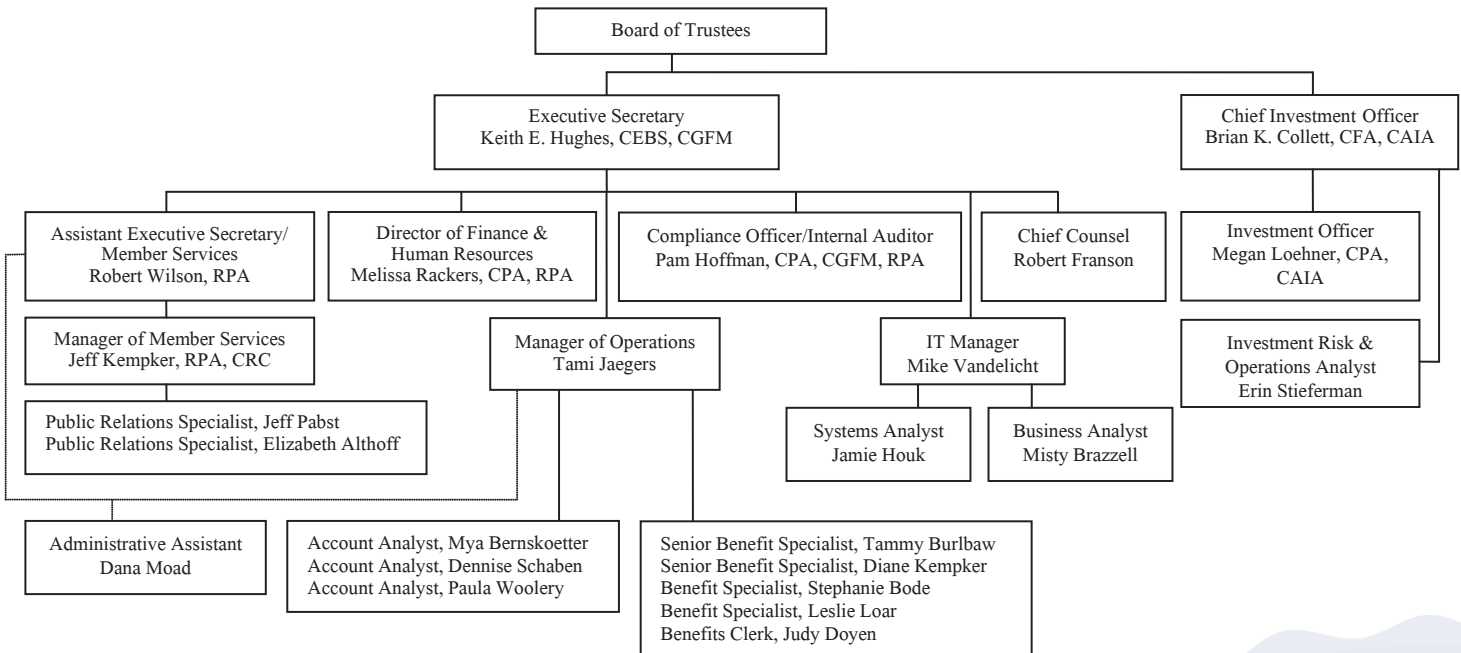 Board of Trustees
Executive Secretary
Keith E. Hughes, CEBS, CGFM
Chief Investment Officer
Brian K. Collett, CFA, CAIA
Assistant Executive Secretary/
Member Services
Robert Wilson, RPA
Director of Finance &
Human Resources
Melissa Rackers, CPA, RPA
Compliance Officer/Internal Auditor
Pam Hoffman, CPA, CGFM, RPA
Chief Counsel
Robert Franson
Investment Officer
Megan Loehner, CPA,
CAIA
Manager of Member Services
Jeff Kempker, RPA, CRC
Manager of Operations
Tami Jaegers
IT Manager
Mike Vandelicht
Investment Risk &
Operations Analyst
Erin Stieferman
Public Relations Specialist, Jeff Pabst
Public Relations Specialist, Elizabeth Althoff
Systems Analyst
Jamie Houk
Business Analyst
Misty Brazzell
Administrative Assistant
Dana Moad
Account Analyst, Mya Bernskoetter
Account Analyst, Dennise Schaben
Account Analyst, Paula Woolery
Senior Benefit Specialist, Tammy Burlbaw
Senior Benefit Specialist, Diane Kempker
Benefit Specialist, Stephanie Bode
Benefit Specialist, Leslie Loar
Benefits Clerk, Judy Doyen